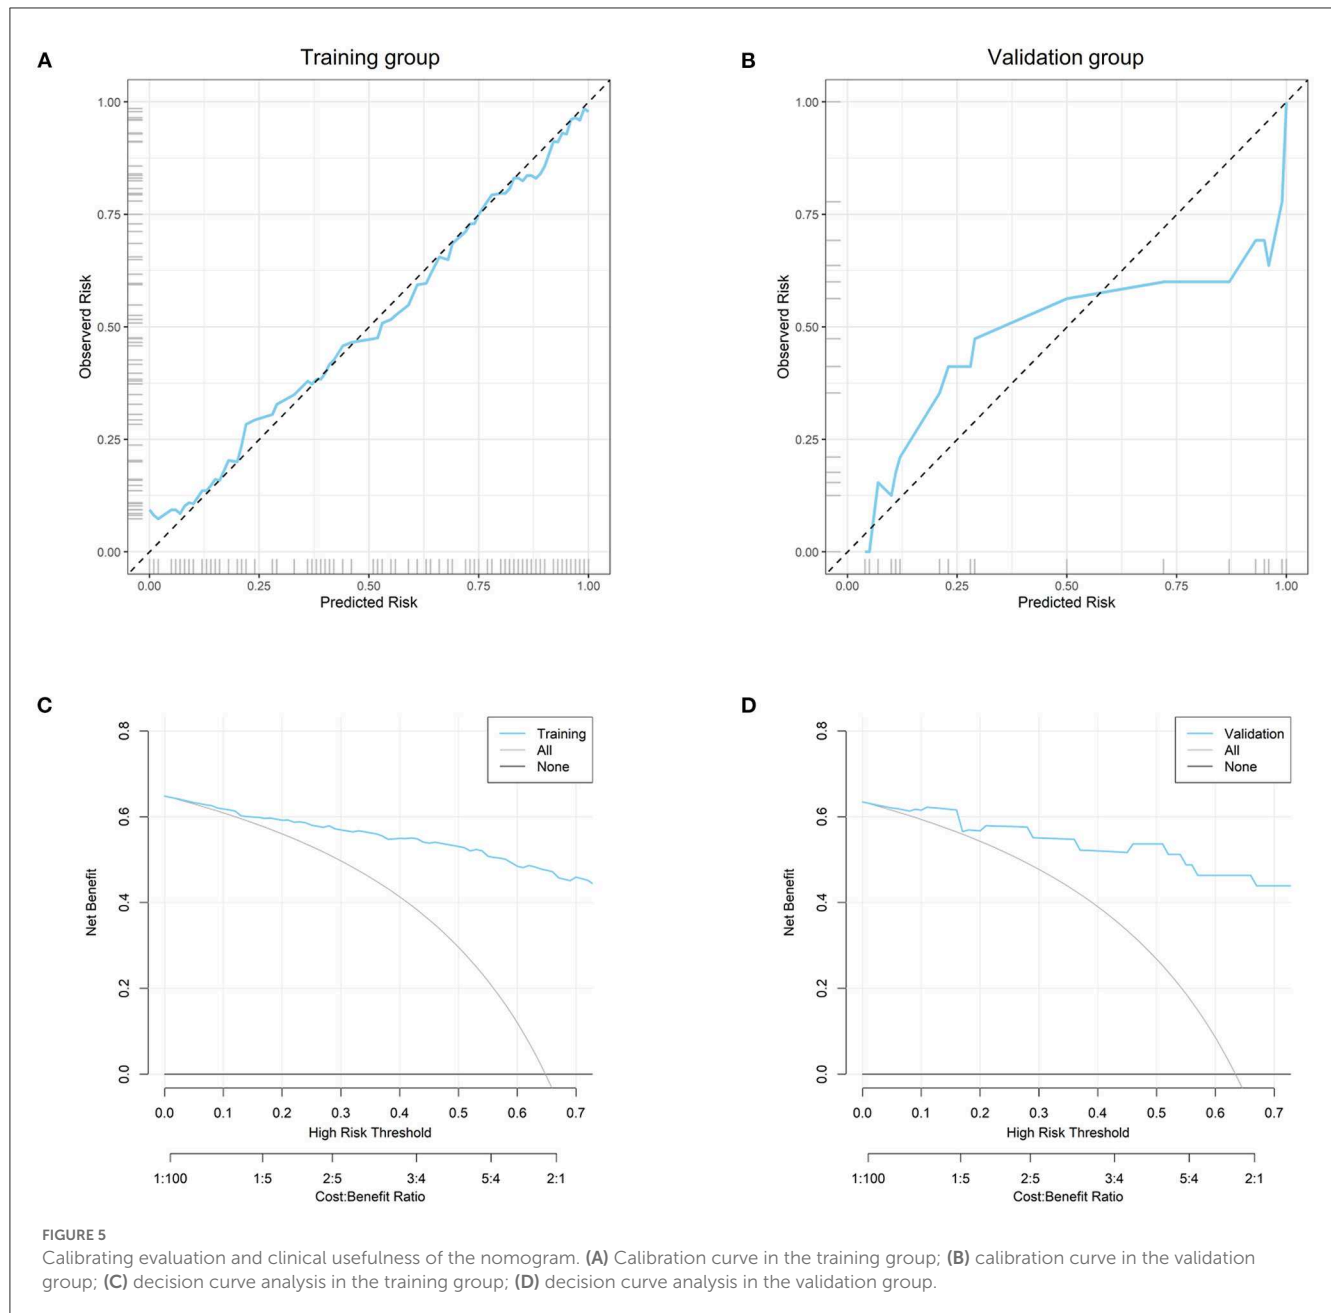 A
Training group
1.00
0.75
0.50
0.25
0.00
Observerd Risk
0.00 0.25 0.50 0.75 1.00
Predicted Risk
B
Validation group
1.00
0.75
0.50
0.25
0.00
Observerd Risk
0.00 0.25 0.50 0.75 1.00
Predicted Risk
C
Training
All
None
0.8
0.6
0.4
0.2
0.0
Net Benefit
0.0 0.1 0.2 0.3 0.4 0.5 0.6 0.7
High Risk Threshold
1:100 1:5 2:5 3:4 5:4 2:1
Cost:Benefit Ratio
D
Validation
All
None
0.8
0.6
0.4
0.2
0.0
Net Benefit
0.0 0.1 0.2 0.3 0.4 0.5 0.6 0.7
High Risk Threshold
1:100 1:5 2:5 3:4 5:4 2:1
Cost:Benefit Ratio
FIGURE 5
Calibrating evaluation and clinical usefulness of the nomogram. (A) Calibration curve in the training group; (B) calibration curve in the validation
group; (C) decision curve analysis in the training group; (D) decision curve analysis in the validation group.